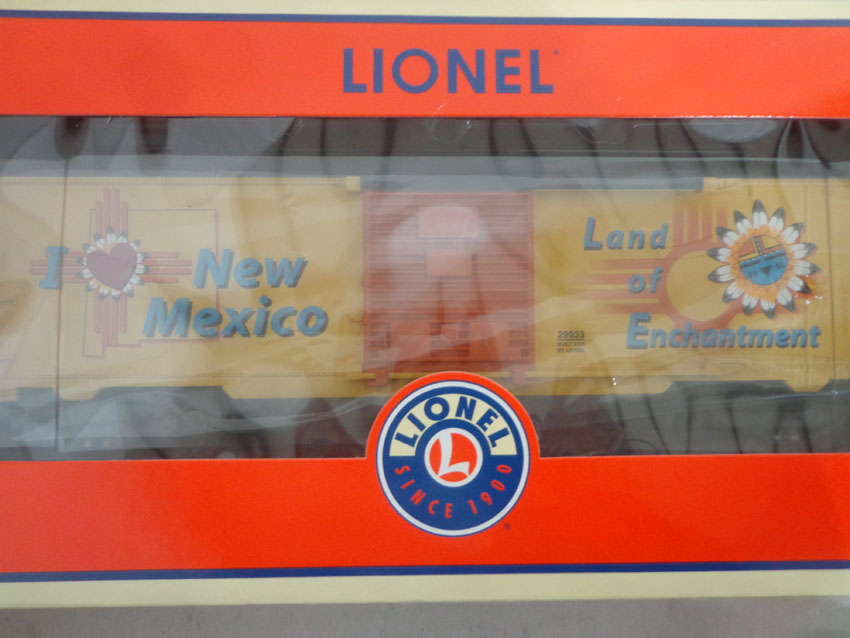 LIONEL
I New
Mexico
Land
of
Enchantment
29933
LIONEL
L
SINCE 1900